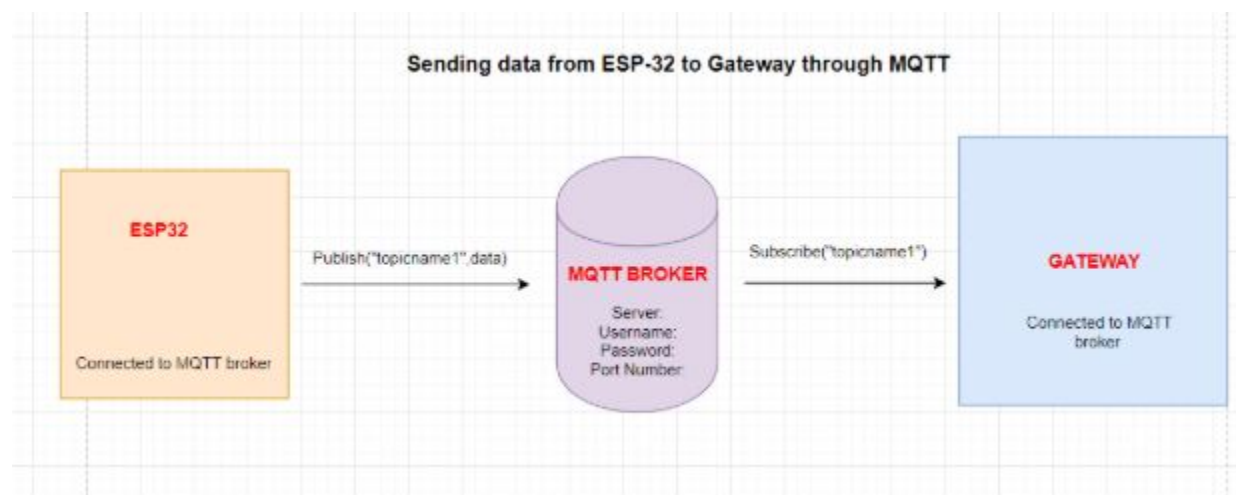 Sending data from ESP-32 to Gateway through MQTT
ESP32
Connected to MQTT broker
Publish("topicname1",data)
MQTT BROKER
Server:
Username:
Password:
Port Number
Subscribe("topicname1")
GATEWAY
Connected to MQTT
broker